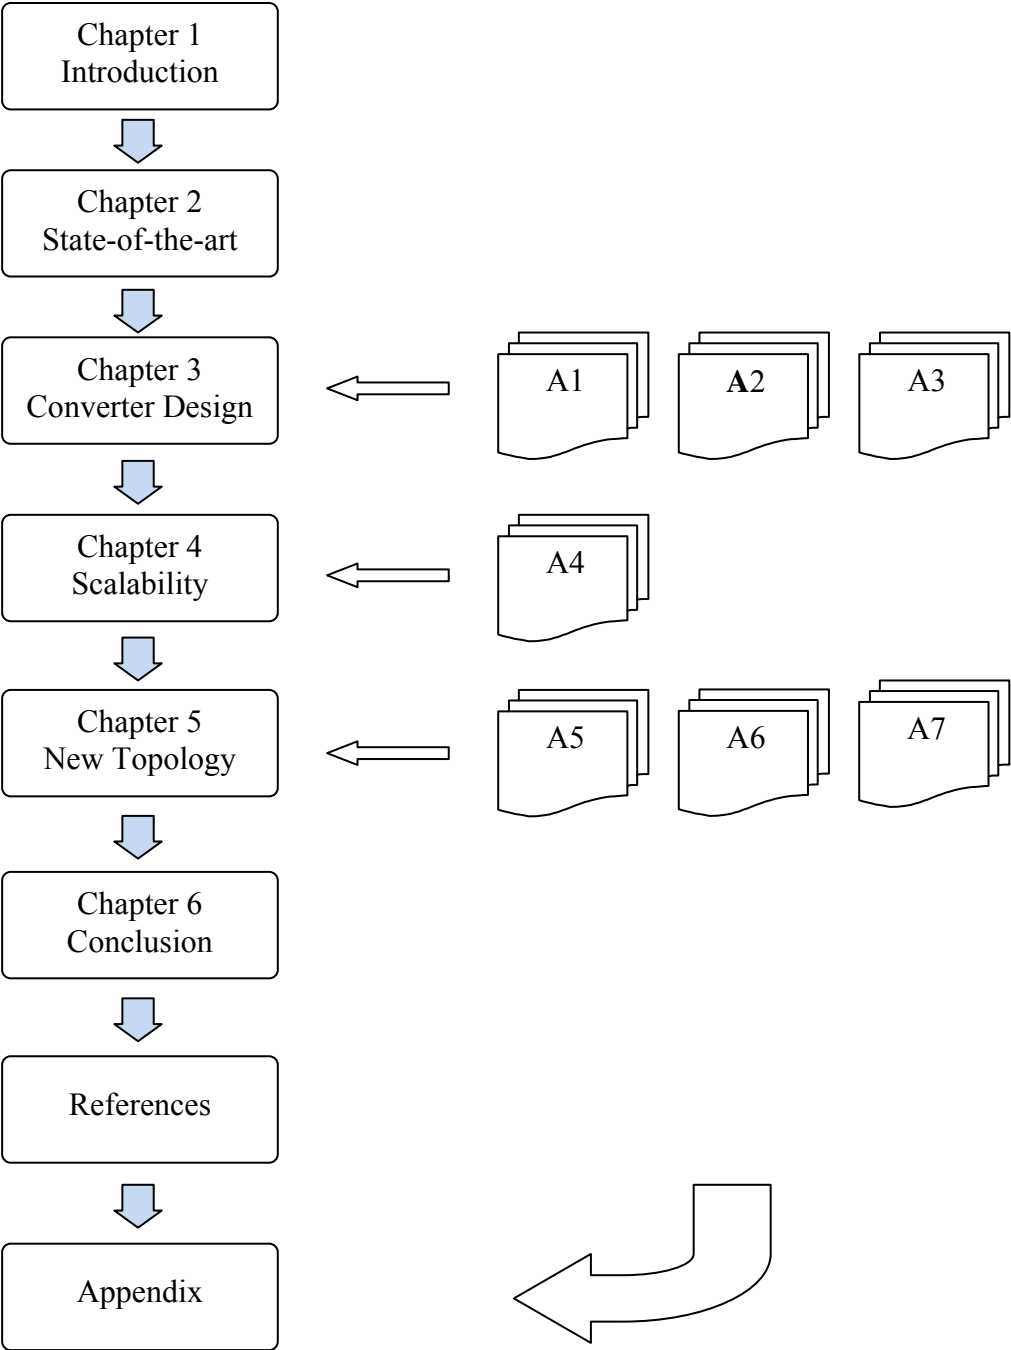 Chapter 1
Introduction
Chapter 2
State-of-the-art
Chapter 3
Converter Design
A1
A2
A3
Chapter 4
Scalability
A4
Chapter 5
New Topology
A5
A6
A7
Chapter 6
Conclusion
References
Appendix